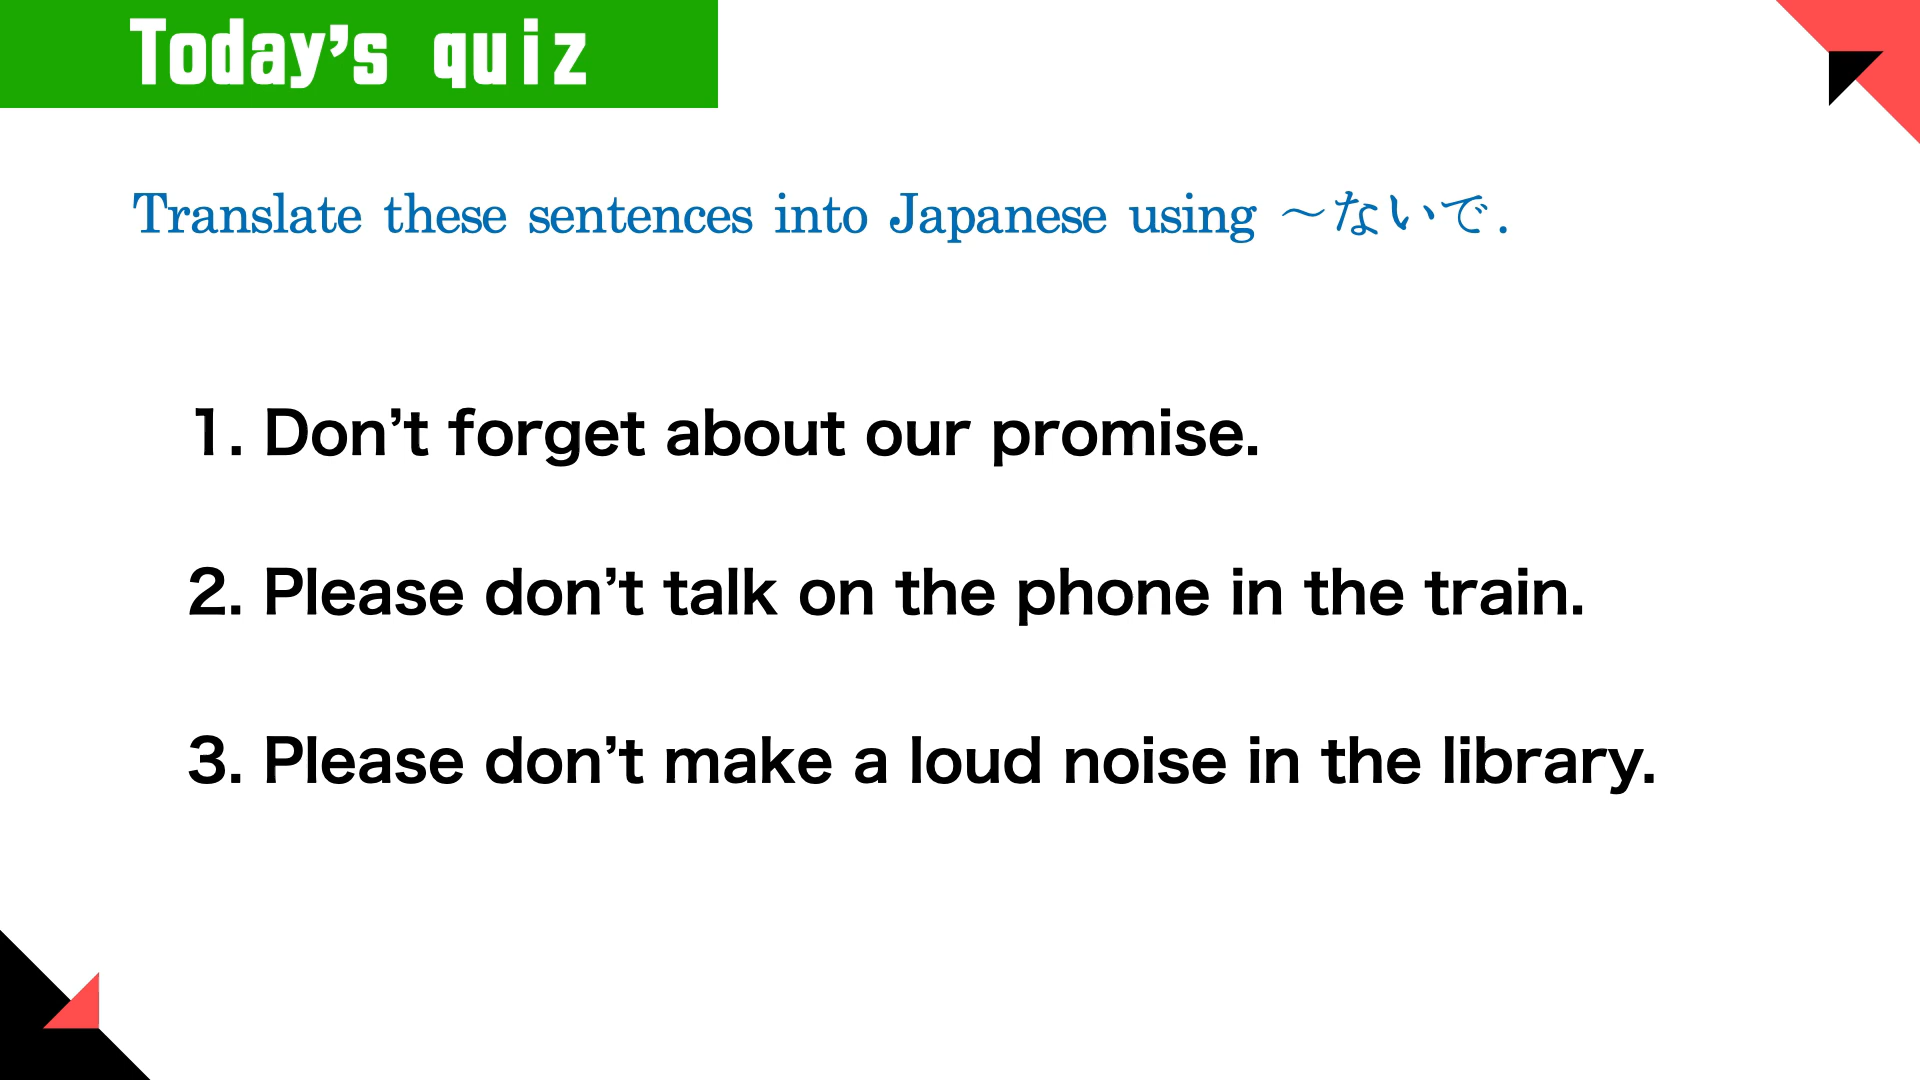 Today’s quiz
Translate these sentences into Japanese using 〜ないで.
1. Don’t forget about our promise.
2. Please don’t talk on the phone in the train.
3. Please don’t make a loud noise in the library.